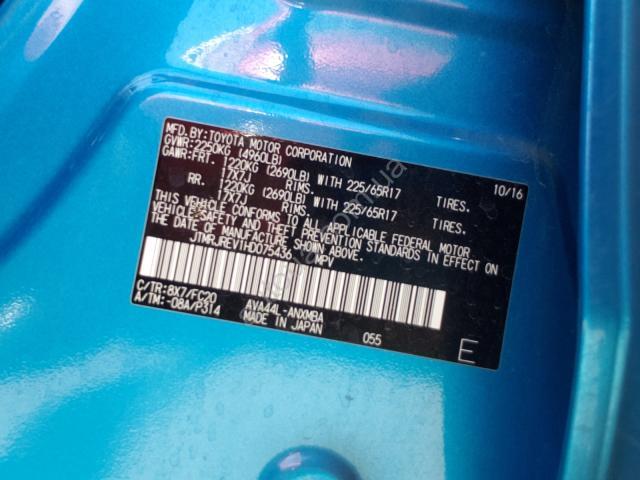 MFD. BY: TOYOTA MOTOR CORPORATION 10/16
GVWR: 2250KG (4960LB)
GAWR: FRT. 1220KG (2690LB) WITH 225/65R17 TIRES.
17X7J RIMS.
RR. 1220KG (2690LB) WITH 225/65R17 TIRES.
17X7J RIMS.
THIS VEHICLE CONFORMS TO ALL APPLICABLE FEDERAL MOTOR
VEHICLE SAFETY AND THEFT PREVENTION STANDARDS IN EFFECT ON
THE DATE OF MANUFACTURE SHOWN ABOVE.
JTMRJREV1HD075436 MPV
C/TR: 8X7/FC20 AVA44L-ANXMBA
A/TM: -08A/P314 MADE IN JAPAN 055 E